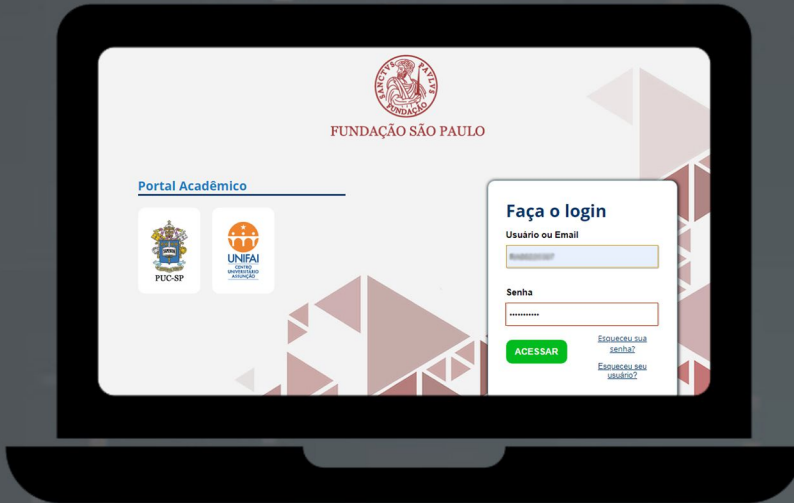 SANCTVS PAVLVS
FUNDAÇÃO
FUNDAÇÃO SÃO PAULO
Portal Acadêmico
PUC-SP
UNIFAI
CENTRO
UNIVERSITÁRIO
ASSUNÇÃO
Faça o login
Usuário ou Email
Senha
ACESSAR
Esqueceu sua
senha?
Esqueceu seu
usuário?